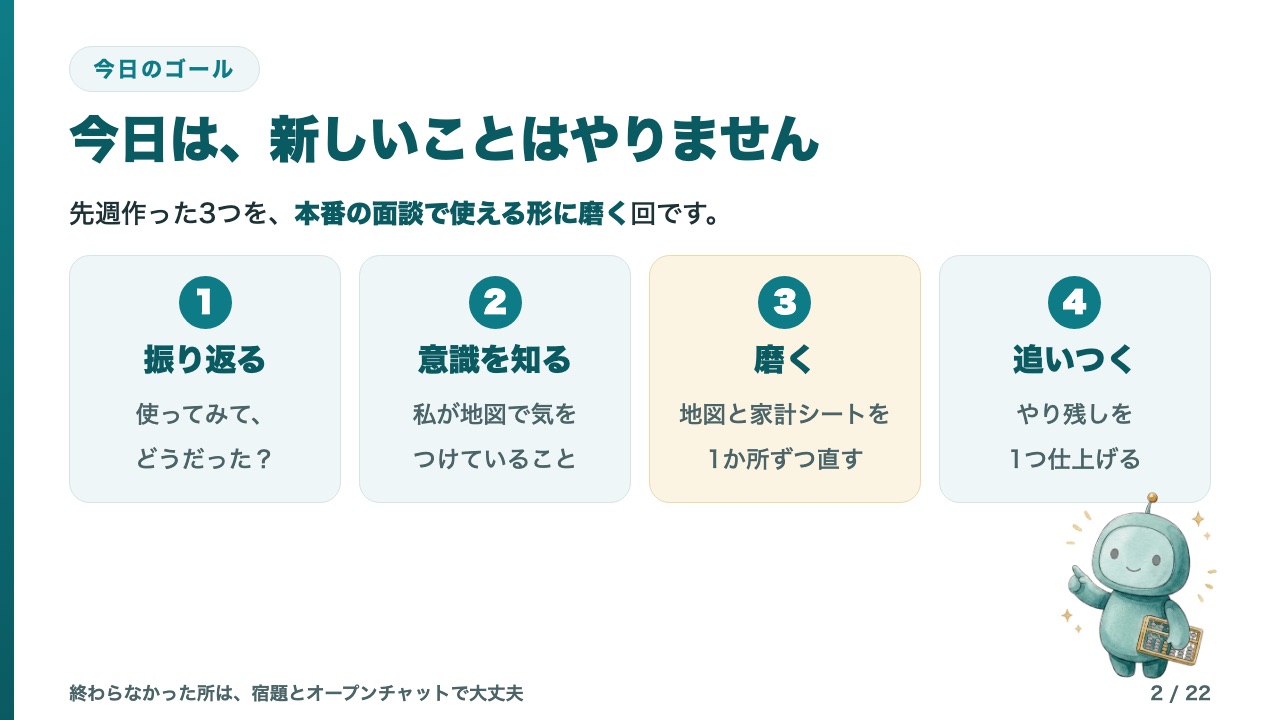 今日のゴール
今日は、新しいことはやりません
先週作った3つを、本番の面談で使える形に磨く回です。
1
振り返る
使ってみて、
どうだった？
2
意識を知る
私が地図で気を
つけていること
3
磨く
地図と家計シートを
1か所ずつ直す
4
追いつく
やり残しを
1つ仕上げる
終わらなかった所は、宿題とオープンチャットで大丈夫
2 / 22